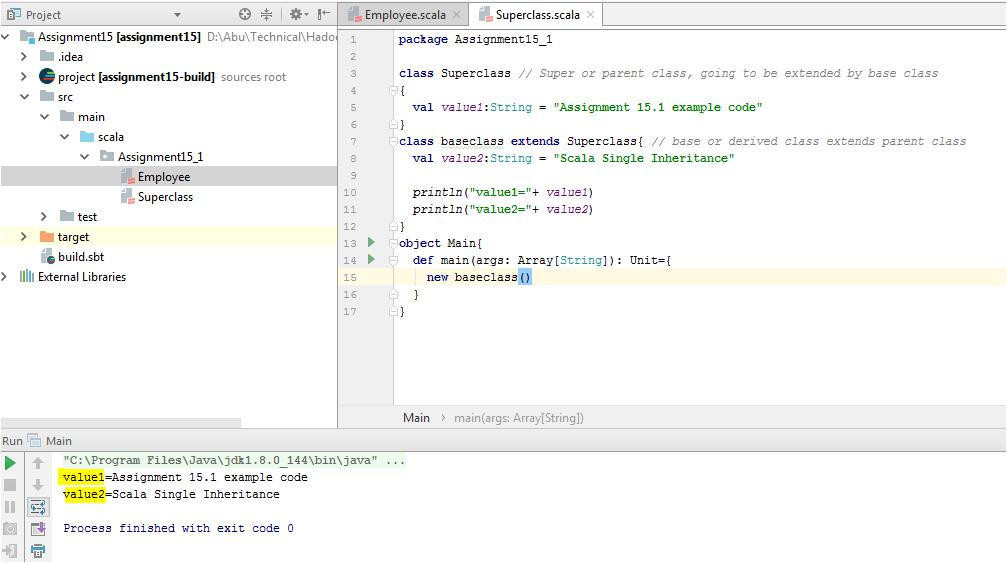 Project
Assignment15 [assignment15] D:\Abu\Technical\Hado
.idea
project [assignment15-build] sources root
src
main
scala
Assignment15_1
Employee
Superclass
test
target
build.sbt
External Libraries
Employee.scala
Superclass.scala
1 package Assignment15_1
2
3 class Superclass // Super or parent class, going to be extended by base class
4 {
5 val value1:String = "Assignment 15.1 example code"
6 }
7 class baseclass extends Superclass{ // base or derived class extends parent class
8 val value2:String = "Scala Single Inheritance"
9
10 println("value1="+ value1)
11 println("value2="+ value2)
12 }
13 object Main{
14 def main(args: Array[String]): Unit={
15 new baseclass()
16 }
17 }
Main › main(args: Array[String])
Run Main
"C:\Program Files\Java\jdk1.8.0_144\bin\java" ...
value1=Assignment 15.1 example code
value2=Scala Single Inheritance
Process finished with exit code 0